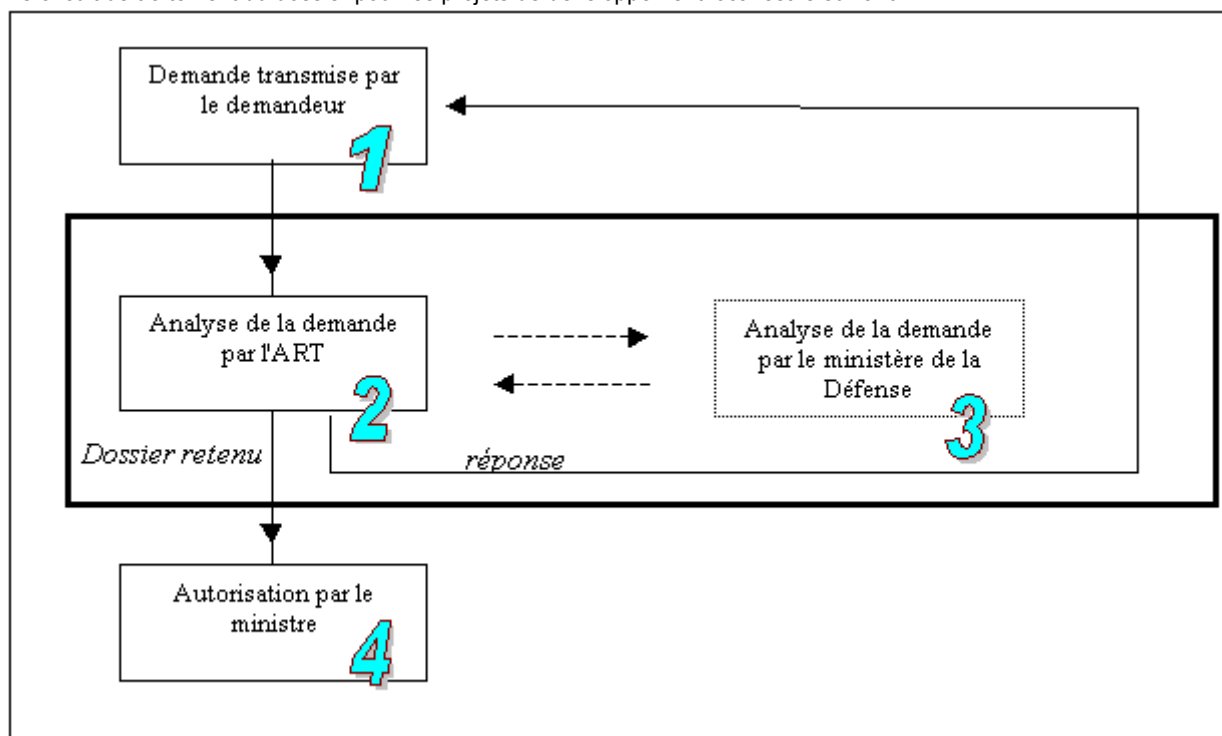 Demande transmise par
le demandeur
1
Analyse de la demande
par l'ART
2
Analyse de la demande
par le ministère de la
Défense
3
Dossier retenu
réponse
Autorisation par le
ministre
4